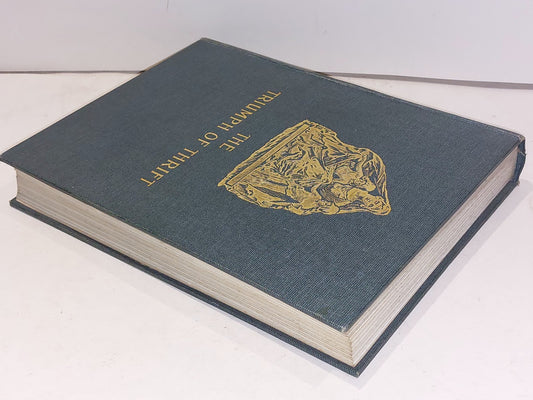 THE
TRIUMPH OF THRIFT